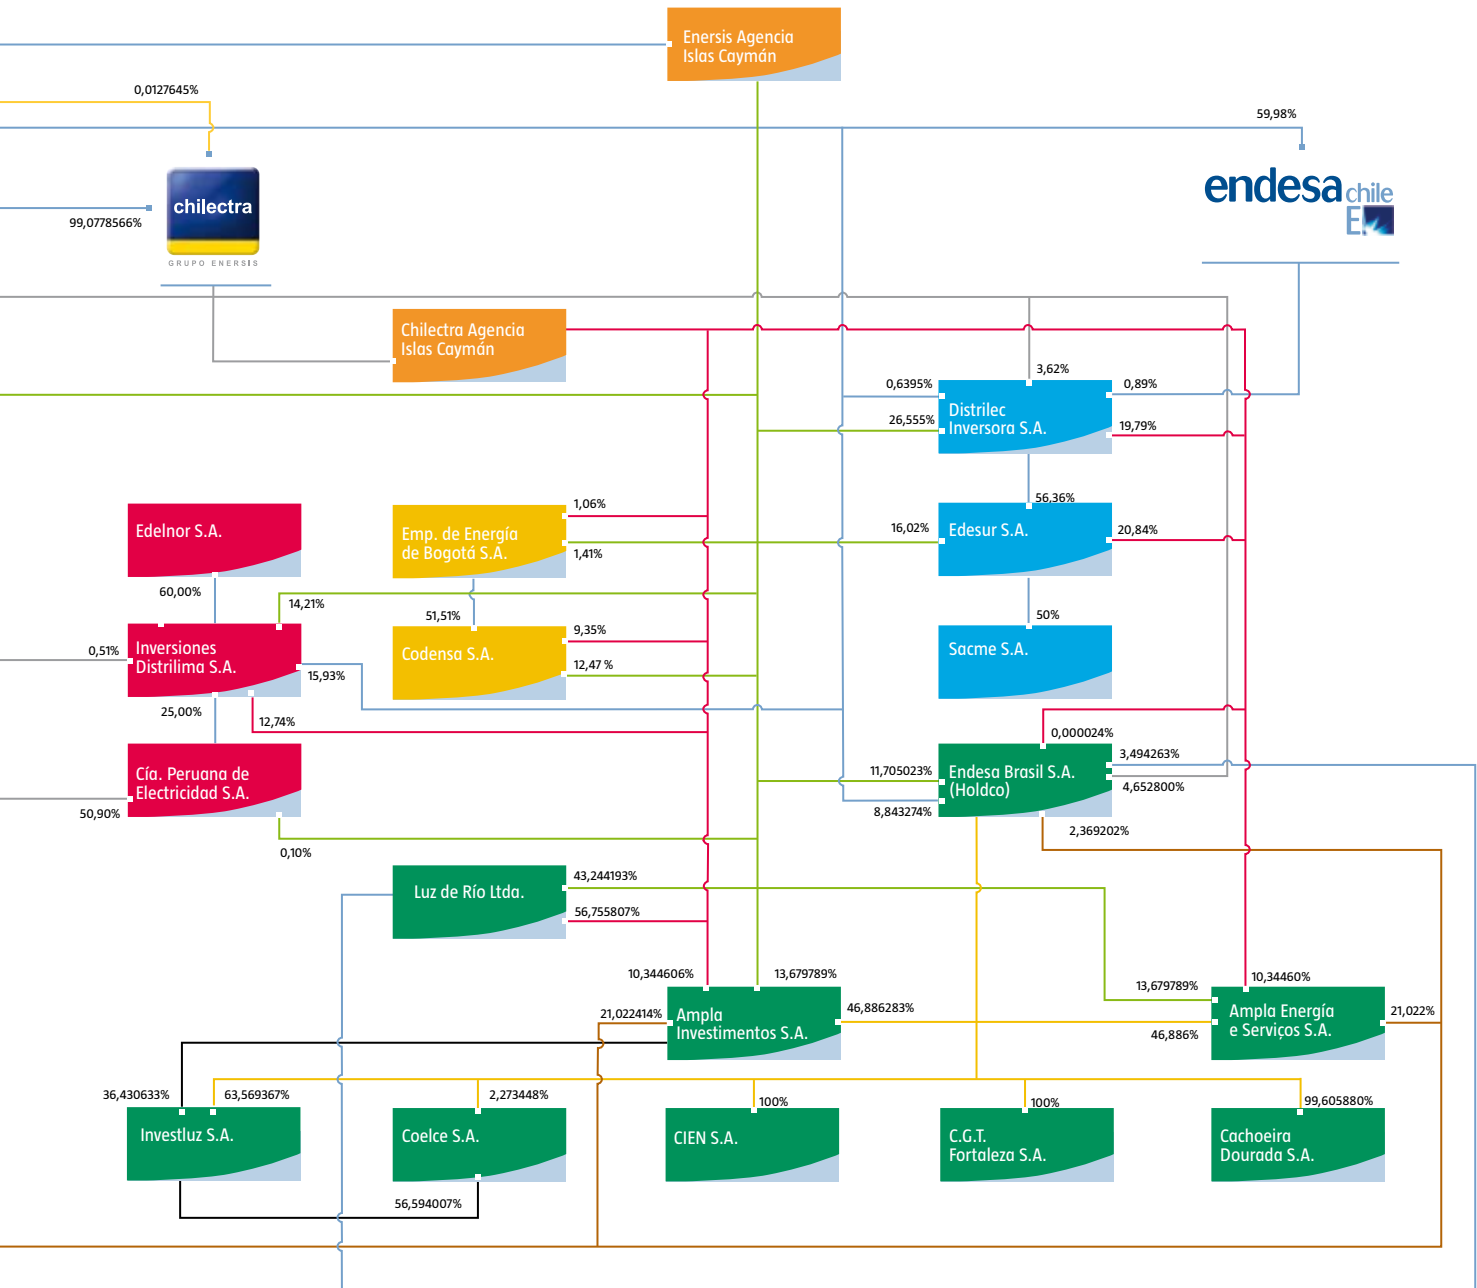 Enersis Agencia
Islas Caymán
0,0127645%
59,98%
chilectra
GRUPO ENERSIS
99,0778566%
endesa
chile
E
Chilectra Agencia
Islas Caymán
3,62%
0,6395%
0,89%
Distrilec
Inversora S.A.
26,555%
19,79%
56,36%
1,06%
Edelnor S.A.
Emp. de Energía
de Bogotá S.A.
1,41%
16,02%
Edesur S.A.
20,84%
60,00%
14,21%
51,51%
50%
0,51%
Inversiones
Distrilima S.A.
15,93%
Codensa S.A.
9,35%
12,47 %
Sacme S.A.
25,00%
12,74%
0,000024%
3,494263%
Cía. Peruana de
Electricidad S.A.
11,705023%
Endesa Brasil S.A.
(Holdco)
4,652800%
50,90%
8,843274%
2,369202%
0,10%
Luz de Río Ltda.
43,244193%
56,755807%
10,344606%
13,679789%
10,34460%
13,679789%
21,022414%
Ampla
Investimentos S.A.
46,886283%
46,886%
Ampla Energía
e Serviços S.A.
21,022%
36,430633%
63,569367%
2,273448%
100%
100%
99,605880%
Investluz S.A.
Coelce S.A.
CIEN S.A.
C.G.T.
Fortaleza S.A.
Cachoeira
Dourada S.A.
56,594007%